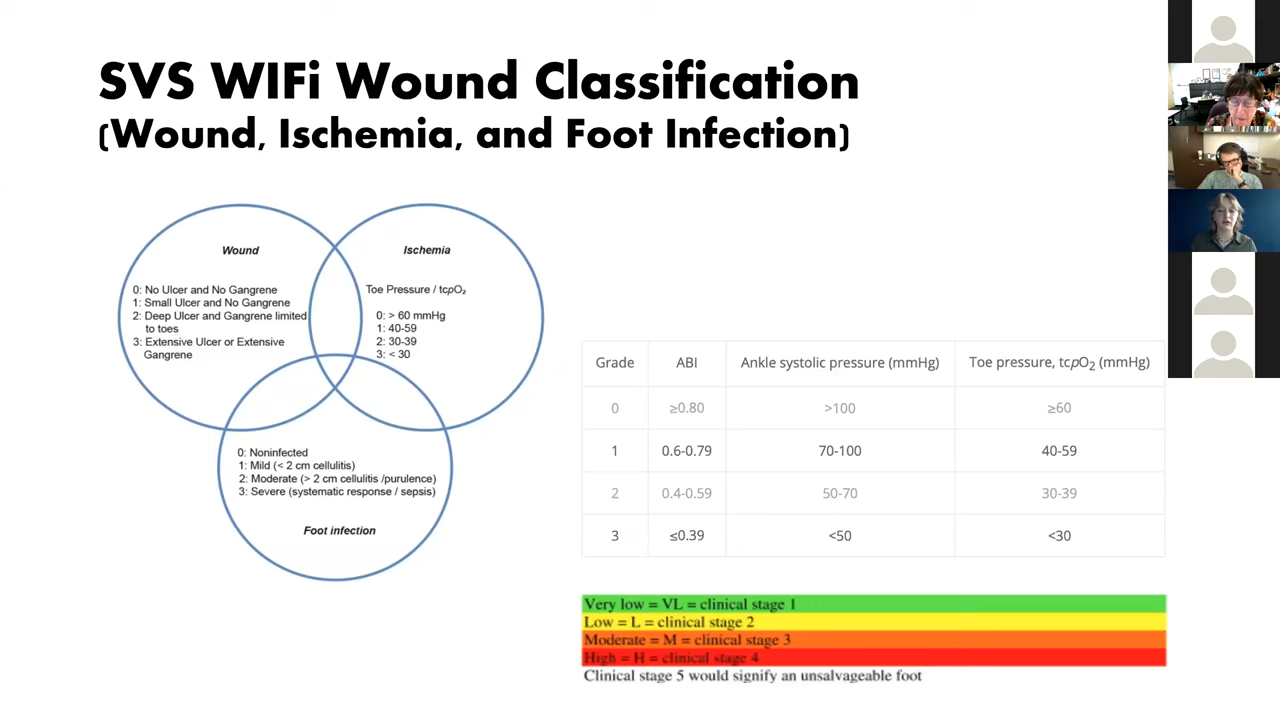 SVS WIFi Wound Classification
(Wound, Ischemia, and Foot Infection)
Wound
0: No Ulcer and No Gangrene
1: Small Ulcer and No Gangrene
2: Deep Ulcer and Gangrene limited
to toes
3: Extensive Ulcer or Extensive
Gangrene
Ischemia
Toe Pressure / tcpO₂
0: > 60 mmHg
1: 40-59
2: 30-39
3: < 30
0: Noninfected
1: Mild (< 2 cm cellulitis)
2: Moderate (> 2 cm cellulitis /purulence)
3: Severe (systematic response / sepsis)
Foot infection
Grade ABI Ankle systolic pressure (mmHg) Toe pressure, tcpO₂ (mmHg)
0 ≥0.80 >100 ≥60
1 0.6-0.79 70-100 40-59
2 0.4-0.59 50-70 30-39
3 ≤0.39 <50 <30
Very low = VL = clinical stage 1
Low = L = clinical stage 2
Moderate = M = clinical stage 3
High = H = clinical stage 4
Clinical stage 5 would signify an unsalvageable foot